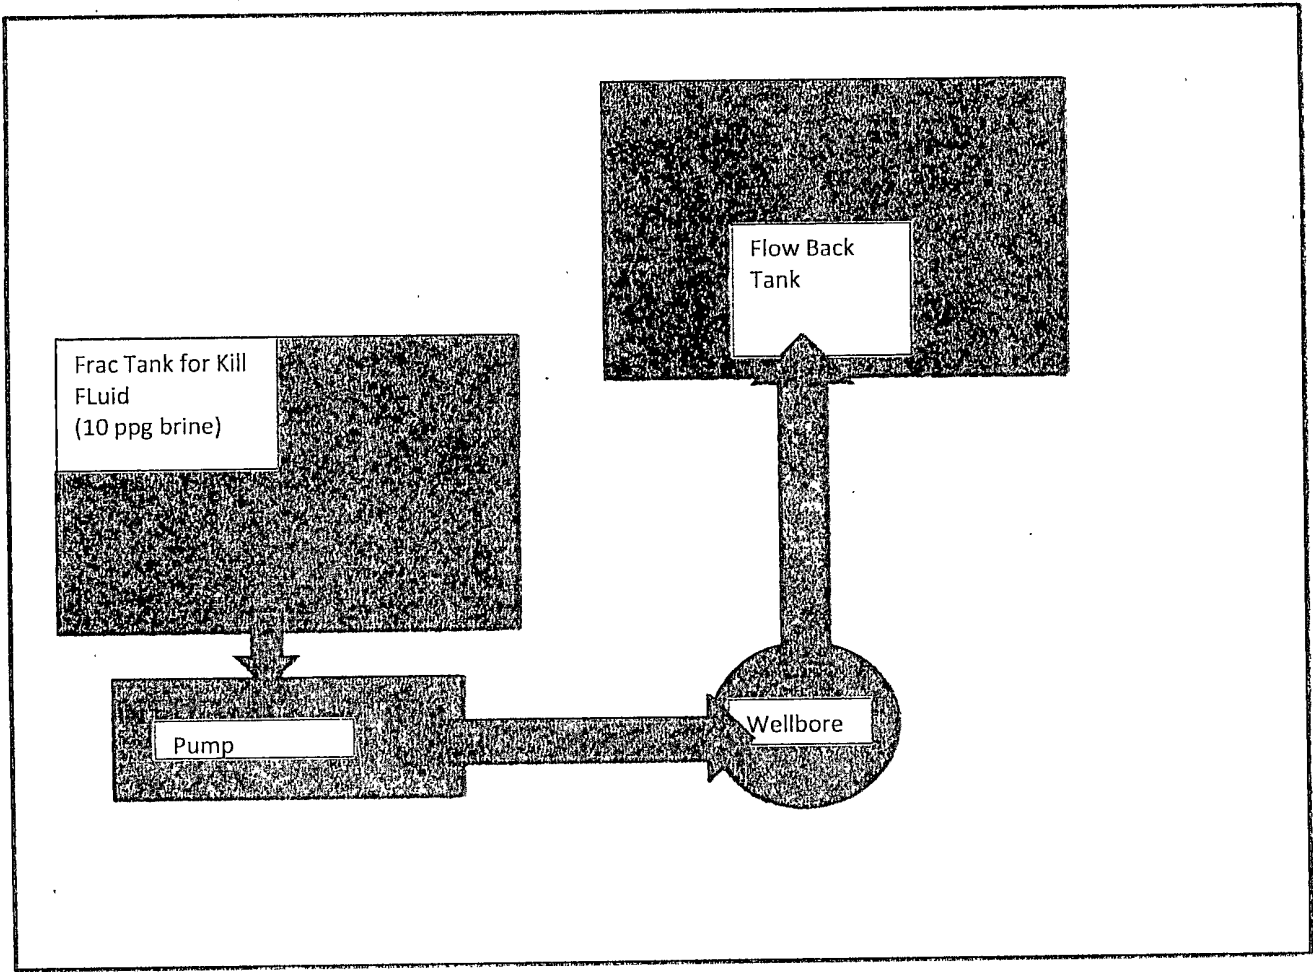 Flow Back
Tank
Frac Tank for Kill
FLuid
(10 ppg brine)
Wellbore
Pump